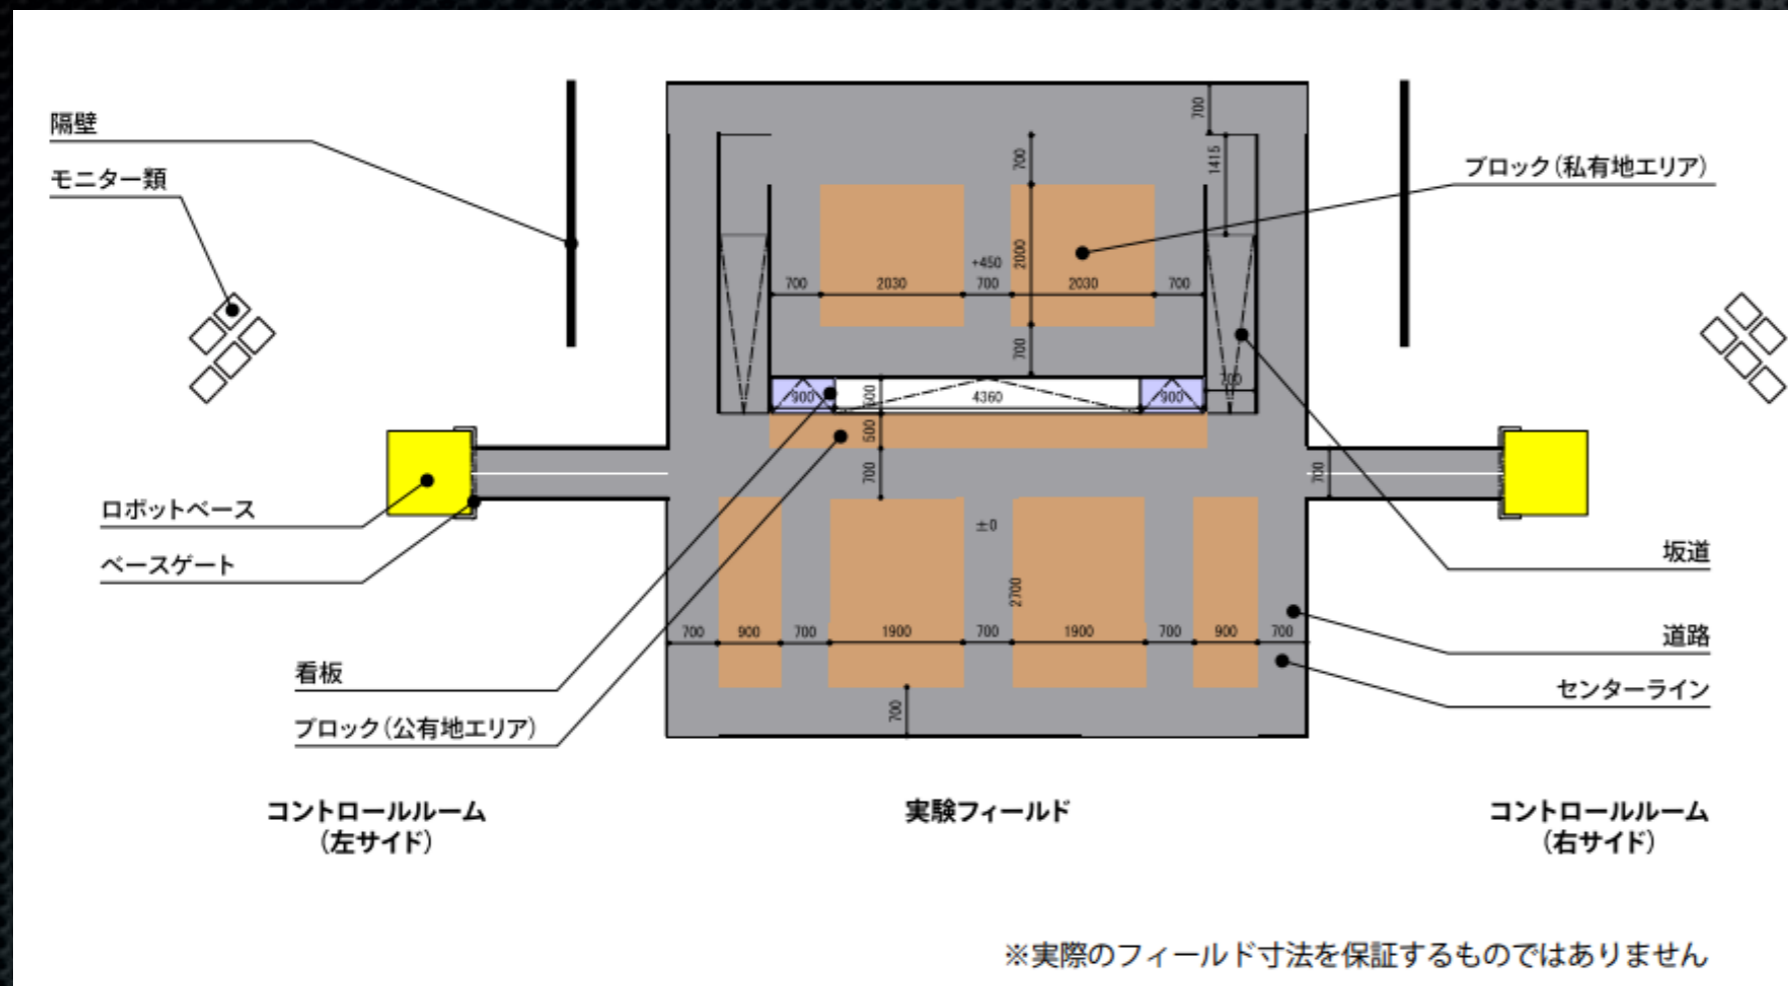 隔壁
モニター類
ロボットベース
ベースゲート
看板
ブロック（公有地エリア）
コントロールルーム
（左サイド）
700
1415
700
2000
+450
700
2030
700
2030
700
700
900
600
4360
900
700
500
700
700
±0
2700
700
900
700
1900
700
1900
700
900
700
700
実験フィールド
ブロック（私有地エリア）
坂道
道路
センターライン
コントロールルーム
（右サイド）
※実際のフィールド寸法を保証するものではありません